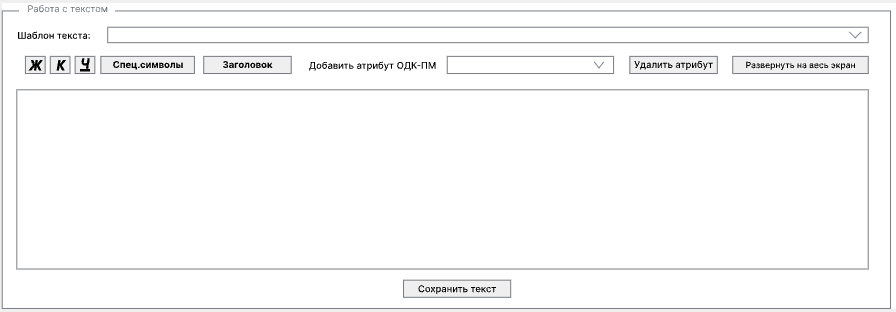 Работа с текстом
Шаблон текста:
Ж К Ч Спец.символы Заголовок Добавить атрибут ОДК-ПМ Удалить атрибут Развернуть на весь экран
Сохранить текст